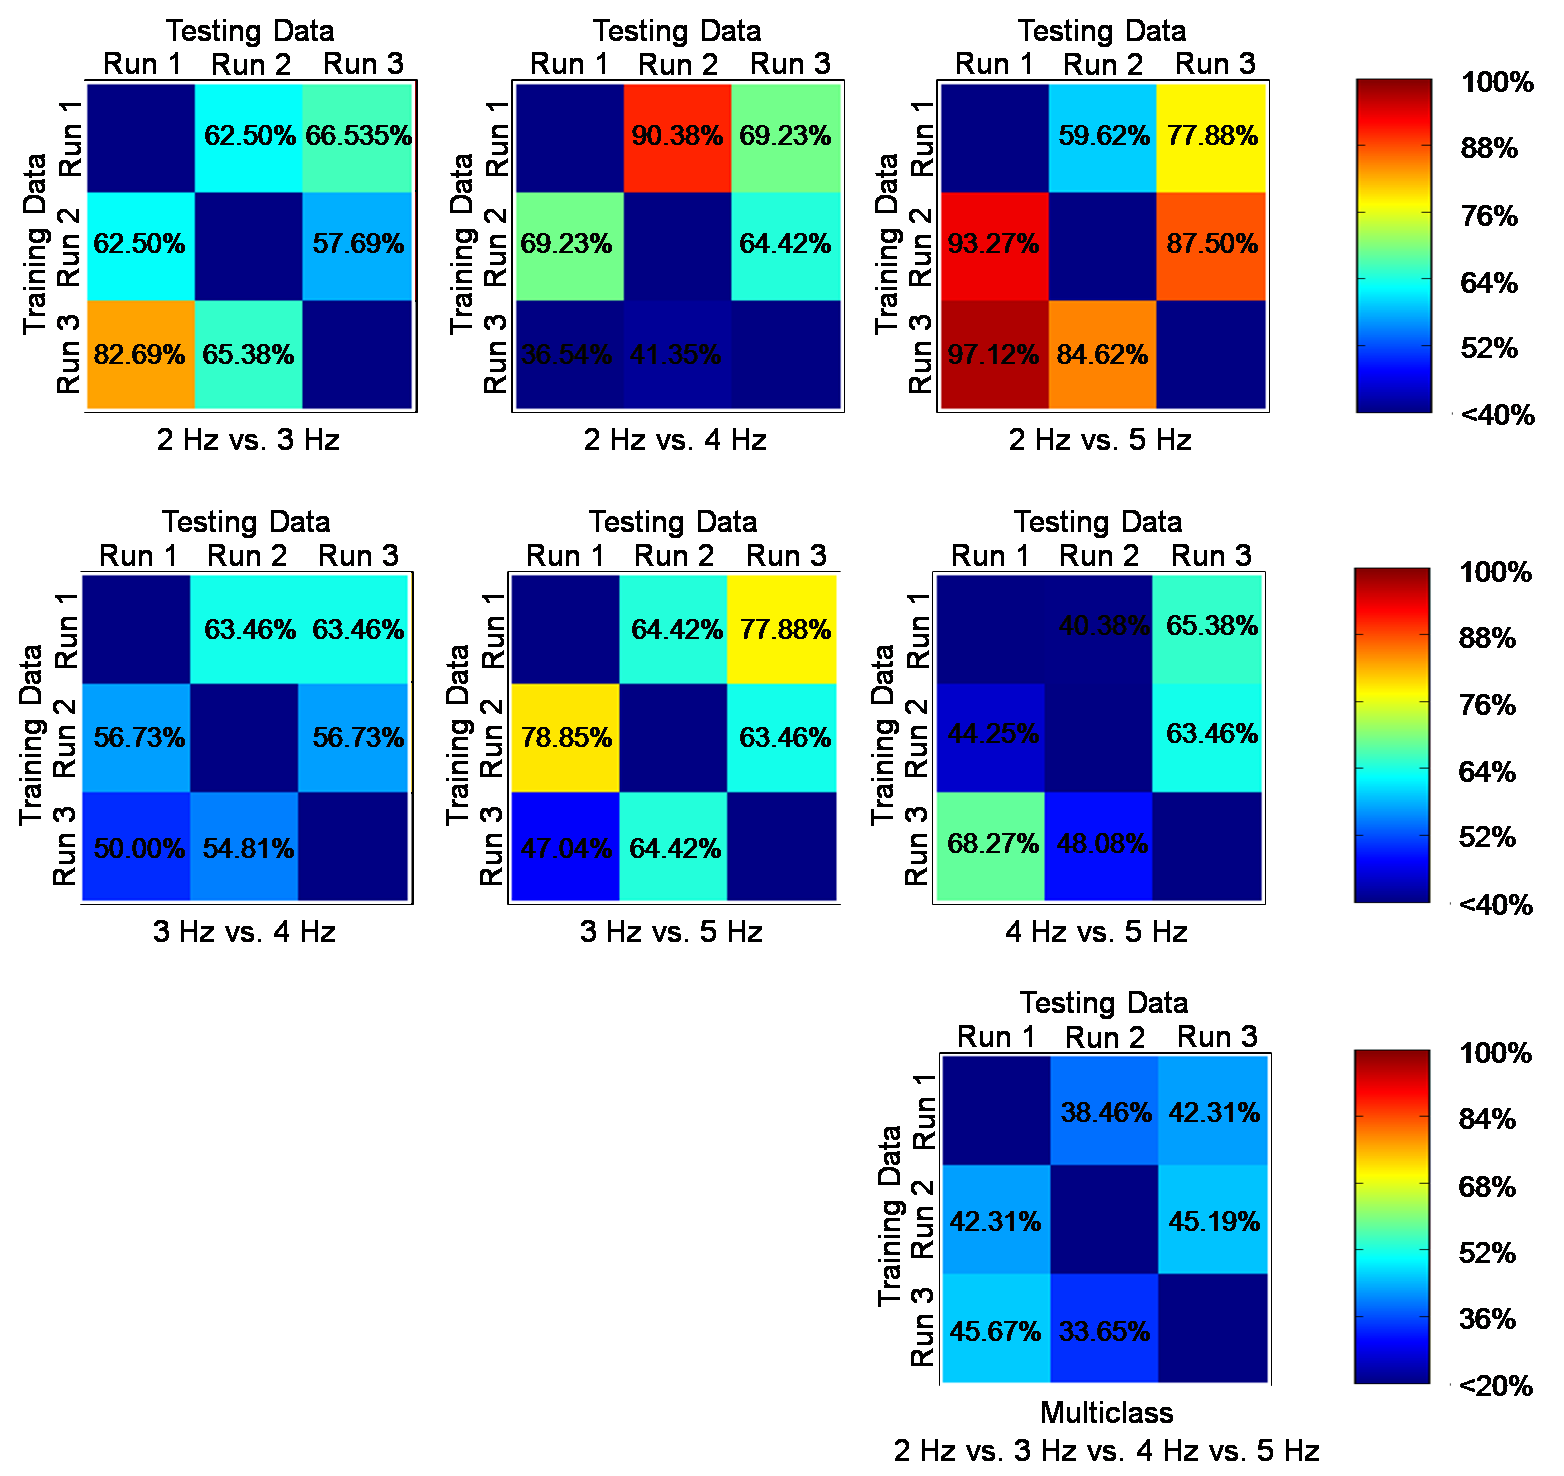 Testing Data
Testing Data
Testing Data
Run 1 Run 2 Run 3
Run 1 Run 2 Run 3
Run 1 Run 2 Run 3
Training Data
Run 1
Run 2
Run 3
62.50% 66.535%
62.50% 57.69%
82.69% 65.38%
2 Hz vs. 3 Hz
Training Data
Run 1
Run 2
Run 3
90.38% 69.23%
69.23% 64.42%
36.54% 41.35%
2 Hz vs. 4 Hz
Training Data
Run 1
Run 2
Run 3
59.62% 77.88%
93.27% 87.50%
97.12% 84.62%
2 Hz vs. 5 Hz
100%
88%
76%
64%
52%
<40%
Testing Data
Testing Data
Testing Data
Run 1 Run 2 Run 3
Run 1 Run 2 Run 3
Run 1 Run 2 Run 3
Training Data
Run 1
Run 2
Run 3
63.46% 63.46%
56.73% 56.73%
50.00% 54.81%
3 Hz vs. 4 Hz
Training Data
Run 1
Run 2
Run 3
64.42% 77.88%
78.85% 63.46%
47.04% 64.42%
3 Hz vs. 5 Hz
Training Data
Run 1
Run 2
Run 3
40.38% 65.38%
44.25% 63.46%
68.27% 48.08%
4 Hz vs. 5 Hz
100%
88%
76%
64%
52%
<40%
Testing Data
Run 1 Run 2 Run 3
Training Data
Run 1
Run 2
Run 3
38.46% 42.31%
42.31% 45.19%
45.67% 33.65%
Multiclass
2 Hz vs. 3 Hz vs. 4 Hz vs. 5 Hz
100%
84%
68%
52%
36%
<20%